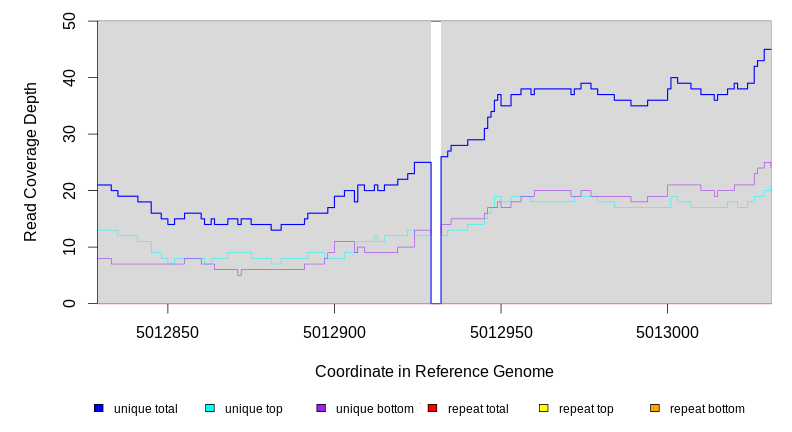 50
40
30
20
10
0
Read Coverage Depth
5012850 5012900 5012950 5013000
Coordinate in Reference Genome
unique total unique top unique bottom repeat total repeat top repeat bottom